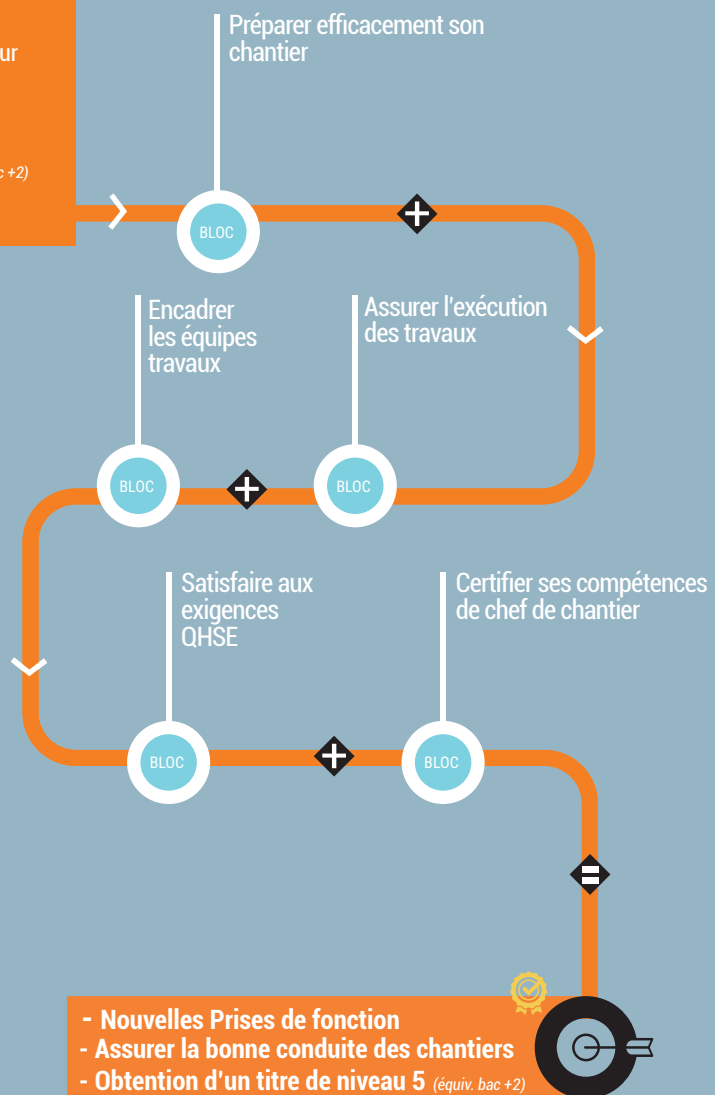 ur
c +2)
Préparer efficacement son
chantier
BLOC
Encadrer
les équipes
travaux
Assurer l'exécution
des travaux
BLOC
BLOC
Satisfaire aux
exigences
QHSE
Certifier ses compétences
de chef de chantier
BLOC
BLOC
- Nouvelles Prises de fonction
- Assurer la bonne conduite des chantiers
- Obtention d'un titre de niveau 5 (équiv. bac +2)